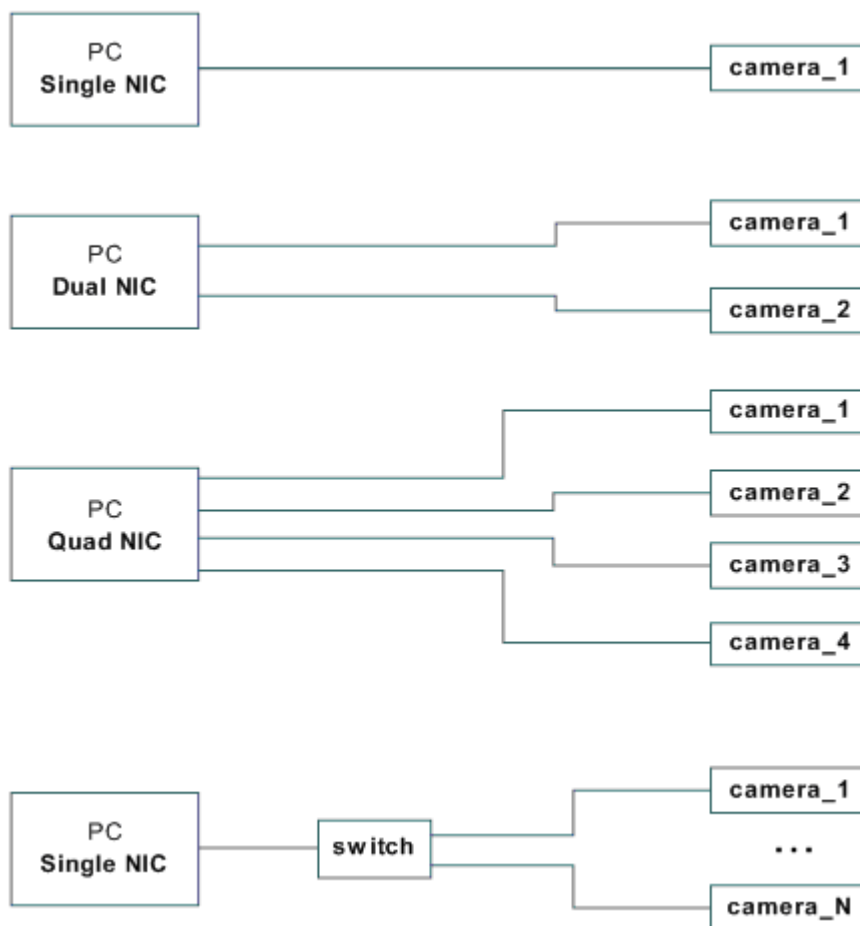 PC
Single NIC
camera_1
PC
Dual NIC
camera_1
camera_2
PC
Quad NIC
camera_1
camera_2
camera_3
camera_4
PC
Single NIC
switch
camera_1
...
camera_N